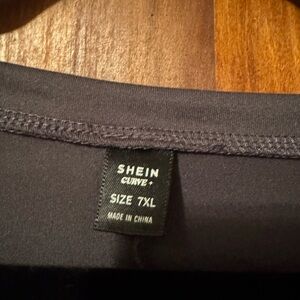 SHEIN
CURVE+
SIZE 7XL
MADE IN CHINA